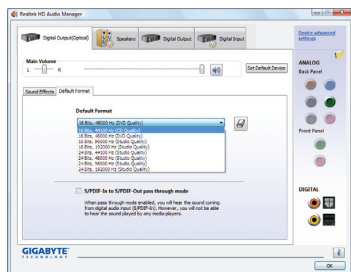 Realtek HD Audio Manager
Digital Output(Optical)
Speakers
Digital Output
Digital Input
Device advanced settings
Main Volume
L
R
Set Default Device
ANALOG
Back Panel
Sound Effects
Default Format
Default Format
16 Bits, 48000 Hz (DVD Quality)
16 Bits, 44100 Hz (CD Quality)
16 Bits, 48000 Hz (DVD Quality)
16 Bits, 96000 Hz (Studio Quality)
16 Bits, 192000 Hz (Studio Quality)
24 Bits, 44100 Hz (Studio Quality)
24 Bits, 48000 Hz (Studio Quality)
24 Bits, 96000 Hz (Studio Quality)
24 Bits, 192000 Hz (Studio Quality)
Front Panel
S/PDIF-In to S/PDIF-Out pass through mode
When pass through mode enabled, you will hear the sound coming
from digital audio input (S/PDIF-In). However, you will not be able
to hear the sound played by any media players.
DIGITAL
GIGABYTE
TECHNOLOGY
OK